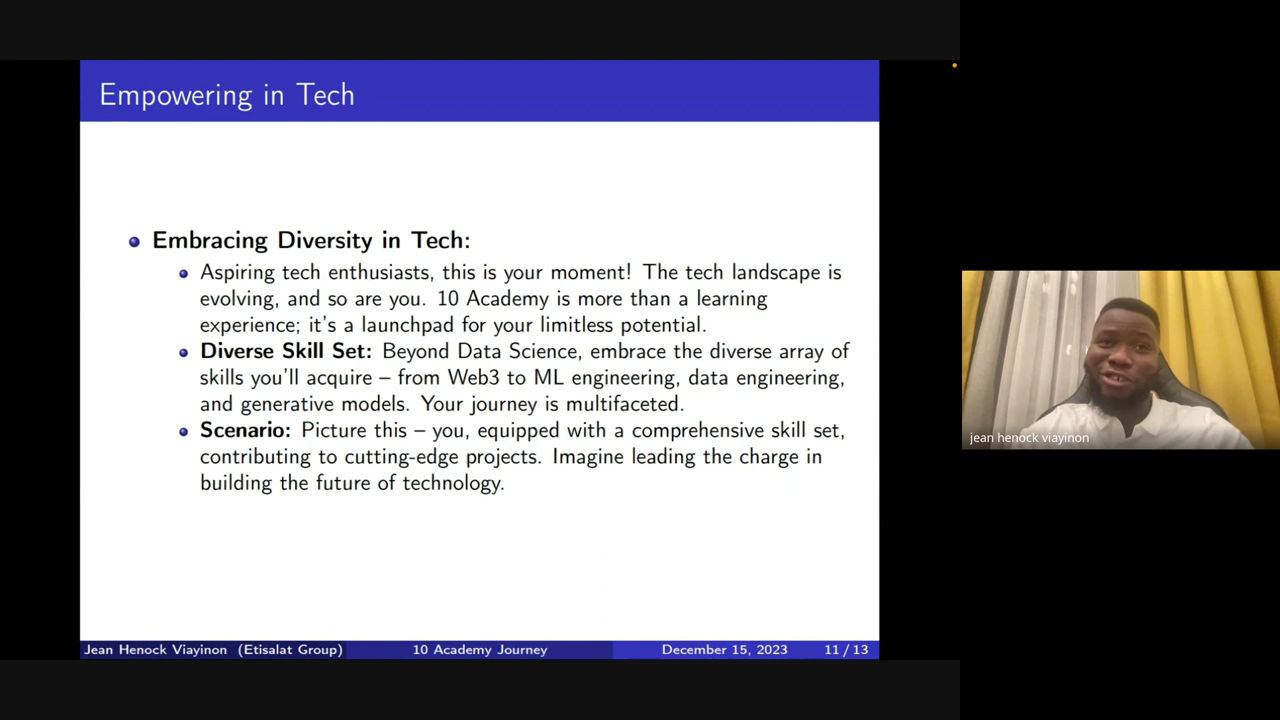 Empowering in Tech
Embracing Diversity in Tech:
Aspiring tech enthusiasts, this is your moment! The tech landscape is
evolving, and so are you. 10 Academy is more than a learning
experience; it's a launchpad for your limitless potential.
Diverse Skill Set: Beyond Data Science, embrace the diverse array of
skills you'll acquire – from Web3 to ML engineering, data engineering,
and generative models. Your journey is multifaceted.
Scenario: Picture this – you, equipped with a comprehensive skill set,
contributing to cutting-edge projects. Imagine leading the charge in
building the future of technology.
Jean Henock Viayinon (Etisalat Group) 10 Academy Journey December 15, 2023 11 / 13
jean henock viayinon